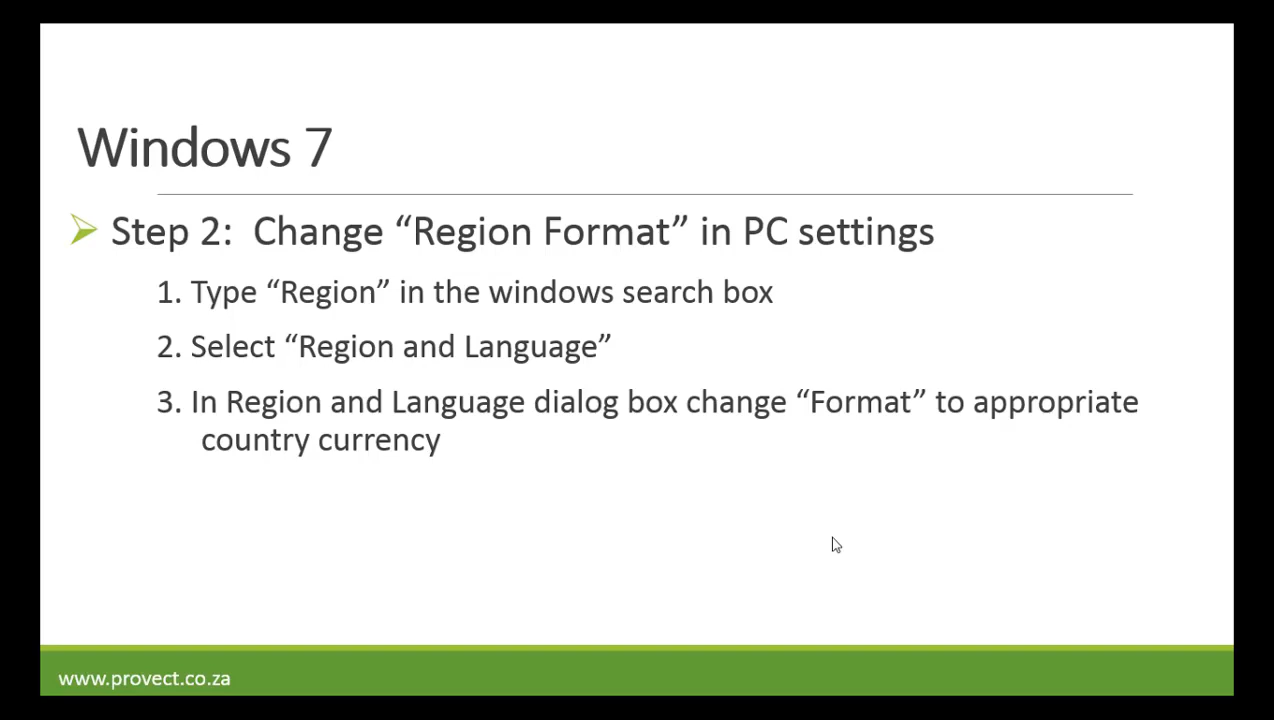 Windows 7
Step 2:  Change “Region Format” in PC settings
1. Type “Region” in the windows search box
2. Select “Region and Language”
3. In Region and Language dialog box change “Format” to appropriate
country currency
www.provect.co.za